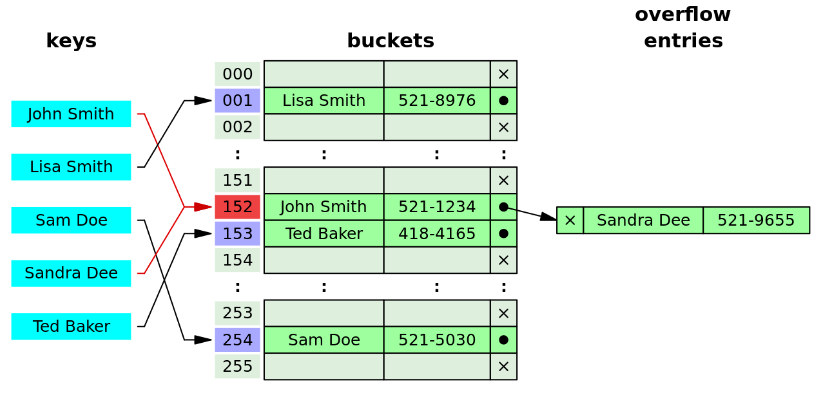 overflow
keys buckets entries
000 ×
John Smith 001 Lisa Smith 521-8976 ●
002 ×
Lisa Smith : : : :
151 ×
Sam Doe 152 John Smith 521-1234 ● × Sandra Dee 521-9655
153 Ted Baker 418-4165 ●
Sandra Dee 154 ×
: : : :
Ted Baker 253 ×
254 Sam Doe 521-5030 ●
255 ×